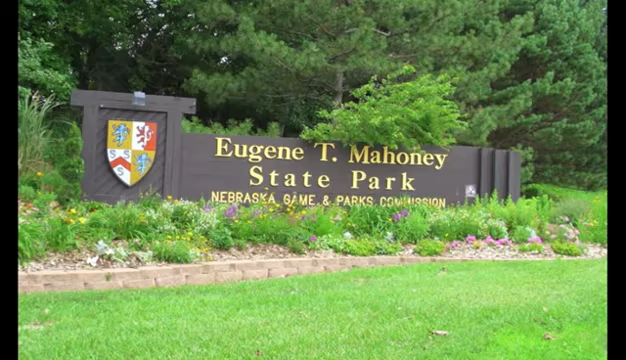 Eugene T. Mahoney
State Park
NEBRASKA GAME & PARKS COMMISSION
S S
S